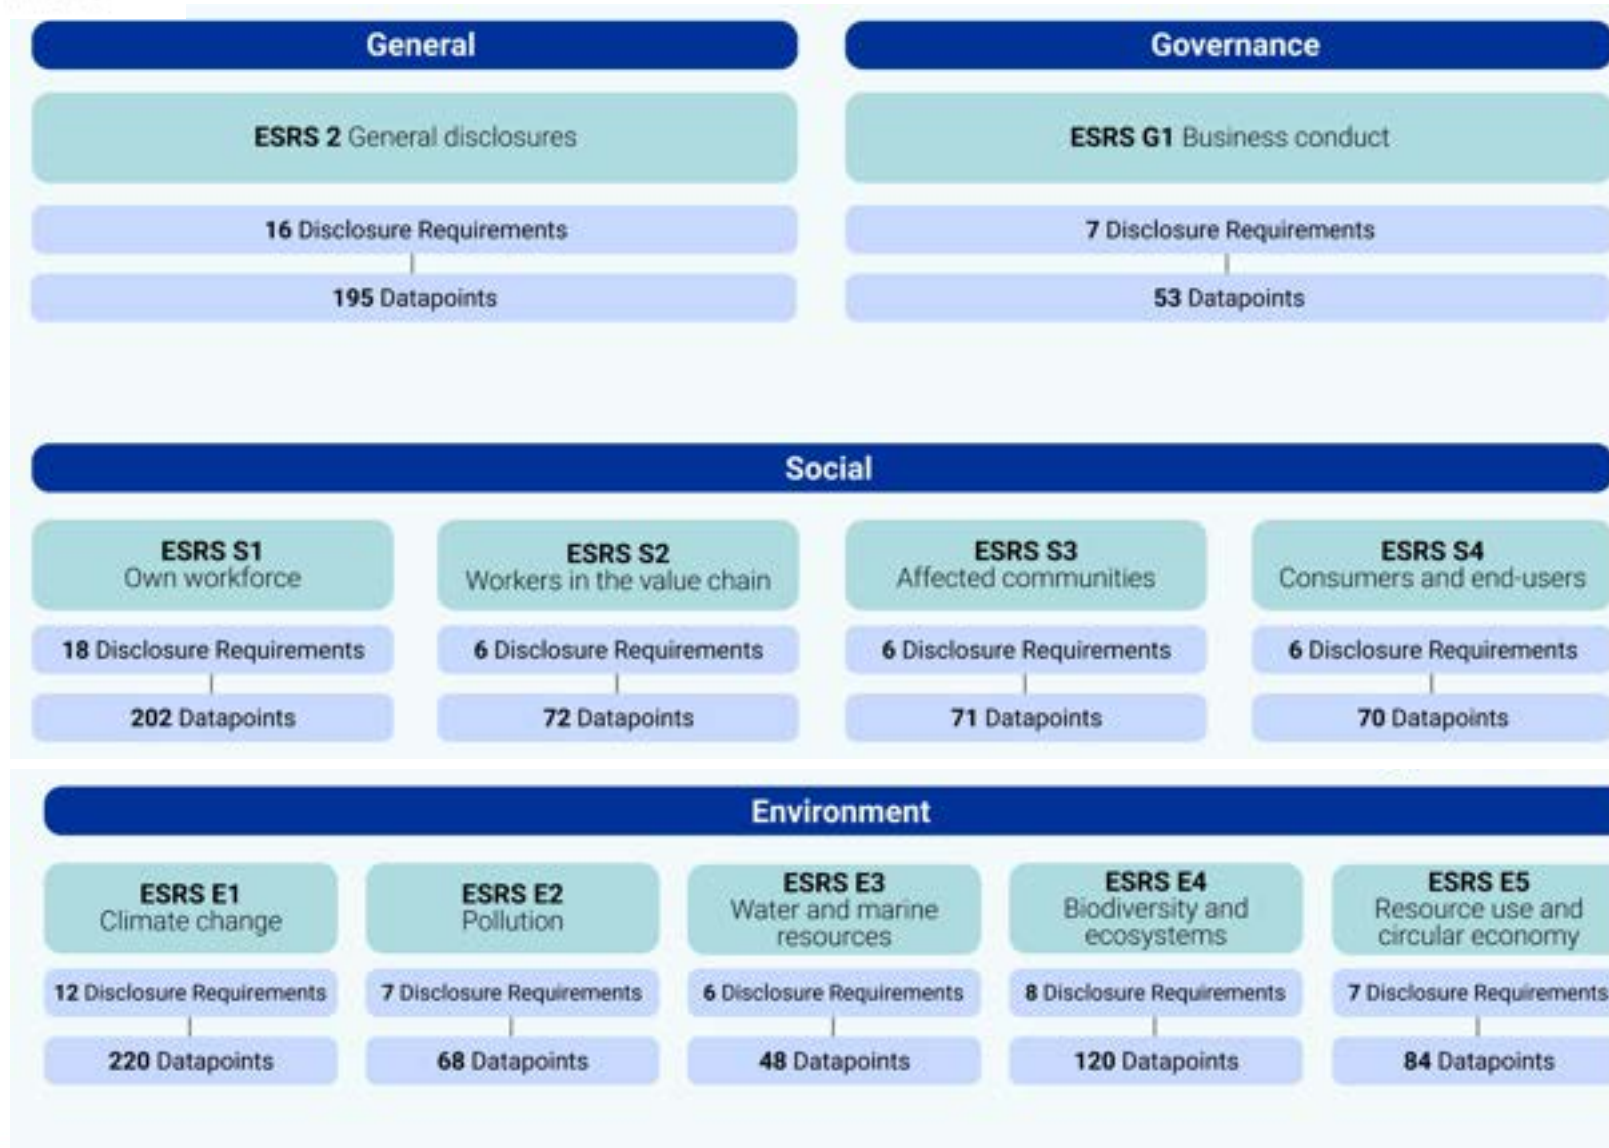 General
Governance
ESRS 2 General disclosures
ESRS G1 Business conduct
16 Disclosure Requirements
7 Disclosure Requirements
195 Datapoints
53 Datapoints
Social
ESRS S1
Own workforce
ESRS S2
Workers in the value chain
ESRS S3
Affected communities
ESRS S4
Consumers and end-users
18 Disclosure Requirements
6 Disclosure Requirements
6 Disclosure Requirements
6 Disclosure Requirements
202 Datapoints
72 Datapoints
71 Datapoints
70 Datapoints
Environment
ESRS E1
Climate change
ESRS E2
Pollution
ESRS E3
Water and marine
resources
ESRS E4
Biodiversity and
ecosystems
ESRS E5
Resource use and
circular economy
12 Disclosure Requirements
7 Disclosure Requirements
6 Disclosure Requirements
8 Disclosure Requirements
7 Disclosure Requirements
220 Datapoints
68 Datapoints
48 Datapoints
120 Datapoints
84 Datapoints